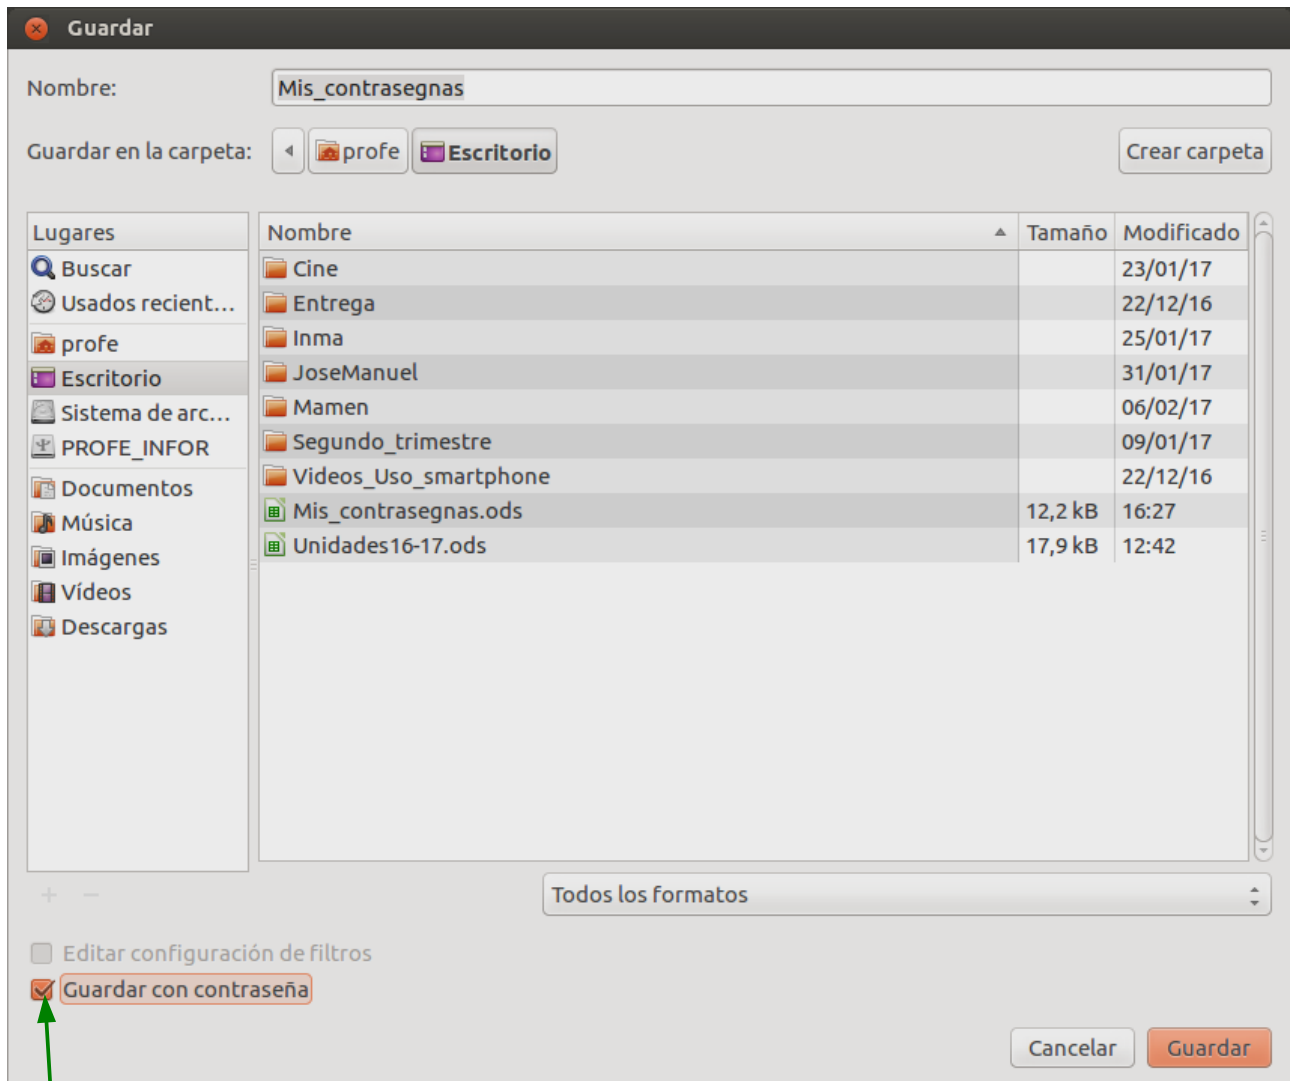 Guardar
Nombre: Mis_contrasegnas
Guardar en la carpeta: profe Escritorio Crear carpeta
Lugares Nombre Tamaño Modificado
Buscar Cine 23/01/17
Usados recient... Entrega 22/12/16
Inma 25/01/17
profe
JoseManuel 31/01/17
Escritorio
Mamen 06/02/17
Sistema de arc...
Segundo_trimestre 09/01/17
PROFE_INFOR
Videos_Uso_smartphone 22/12/16
Documentos
Mis_contrasegnas.ods 12,2 kB 16:27
Música
Unidades16-17.ods 17,9 kB 12:42
Imágenes
Vídeos
Descargas
Todos los formatos
Editar configuración de filtros
Guardar con contraseña
Cancelar Guardar